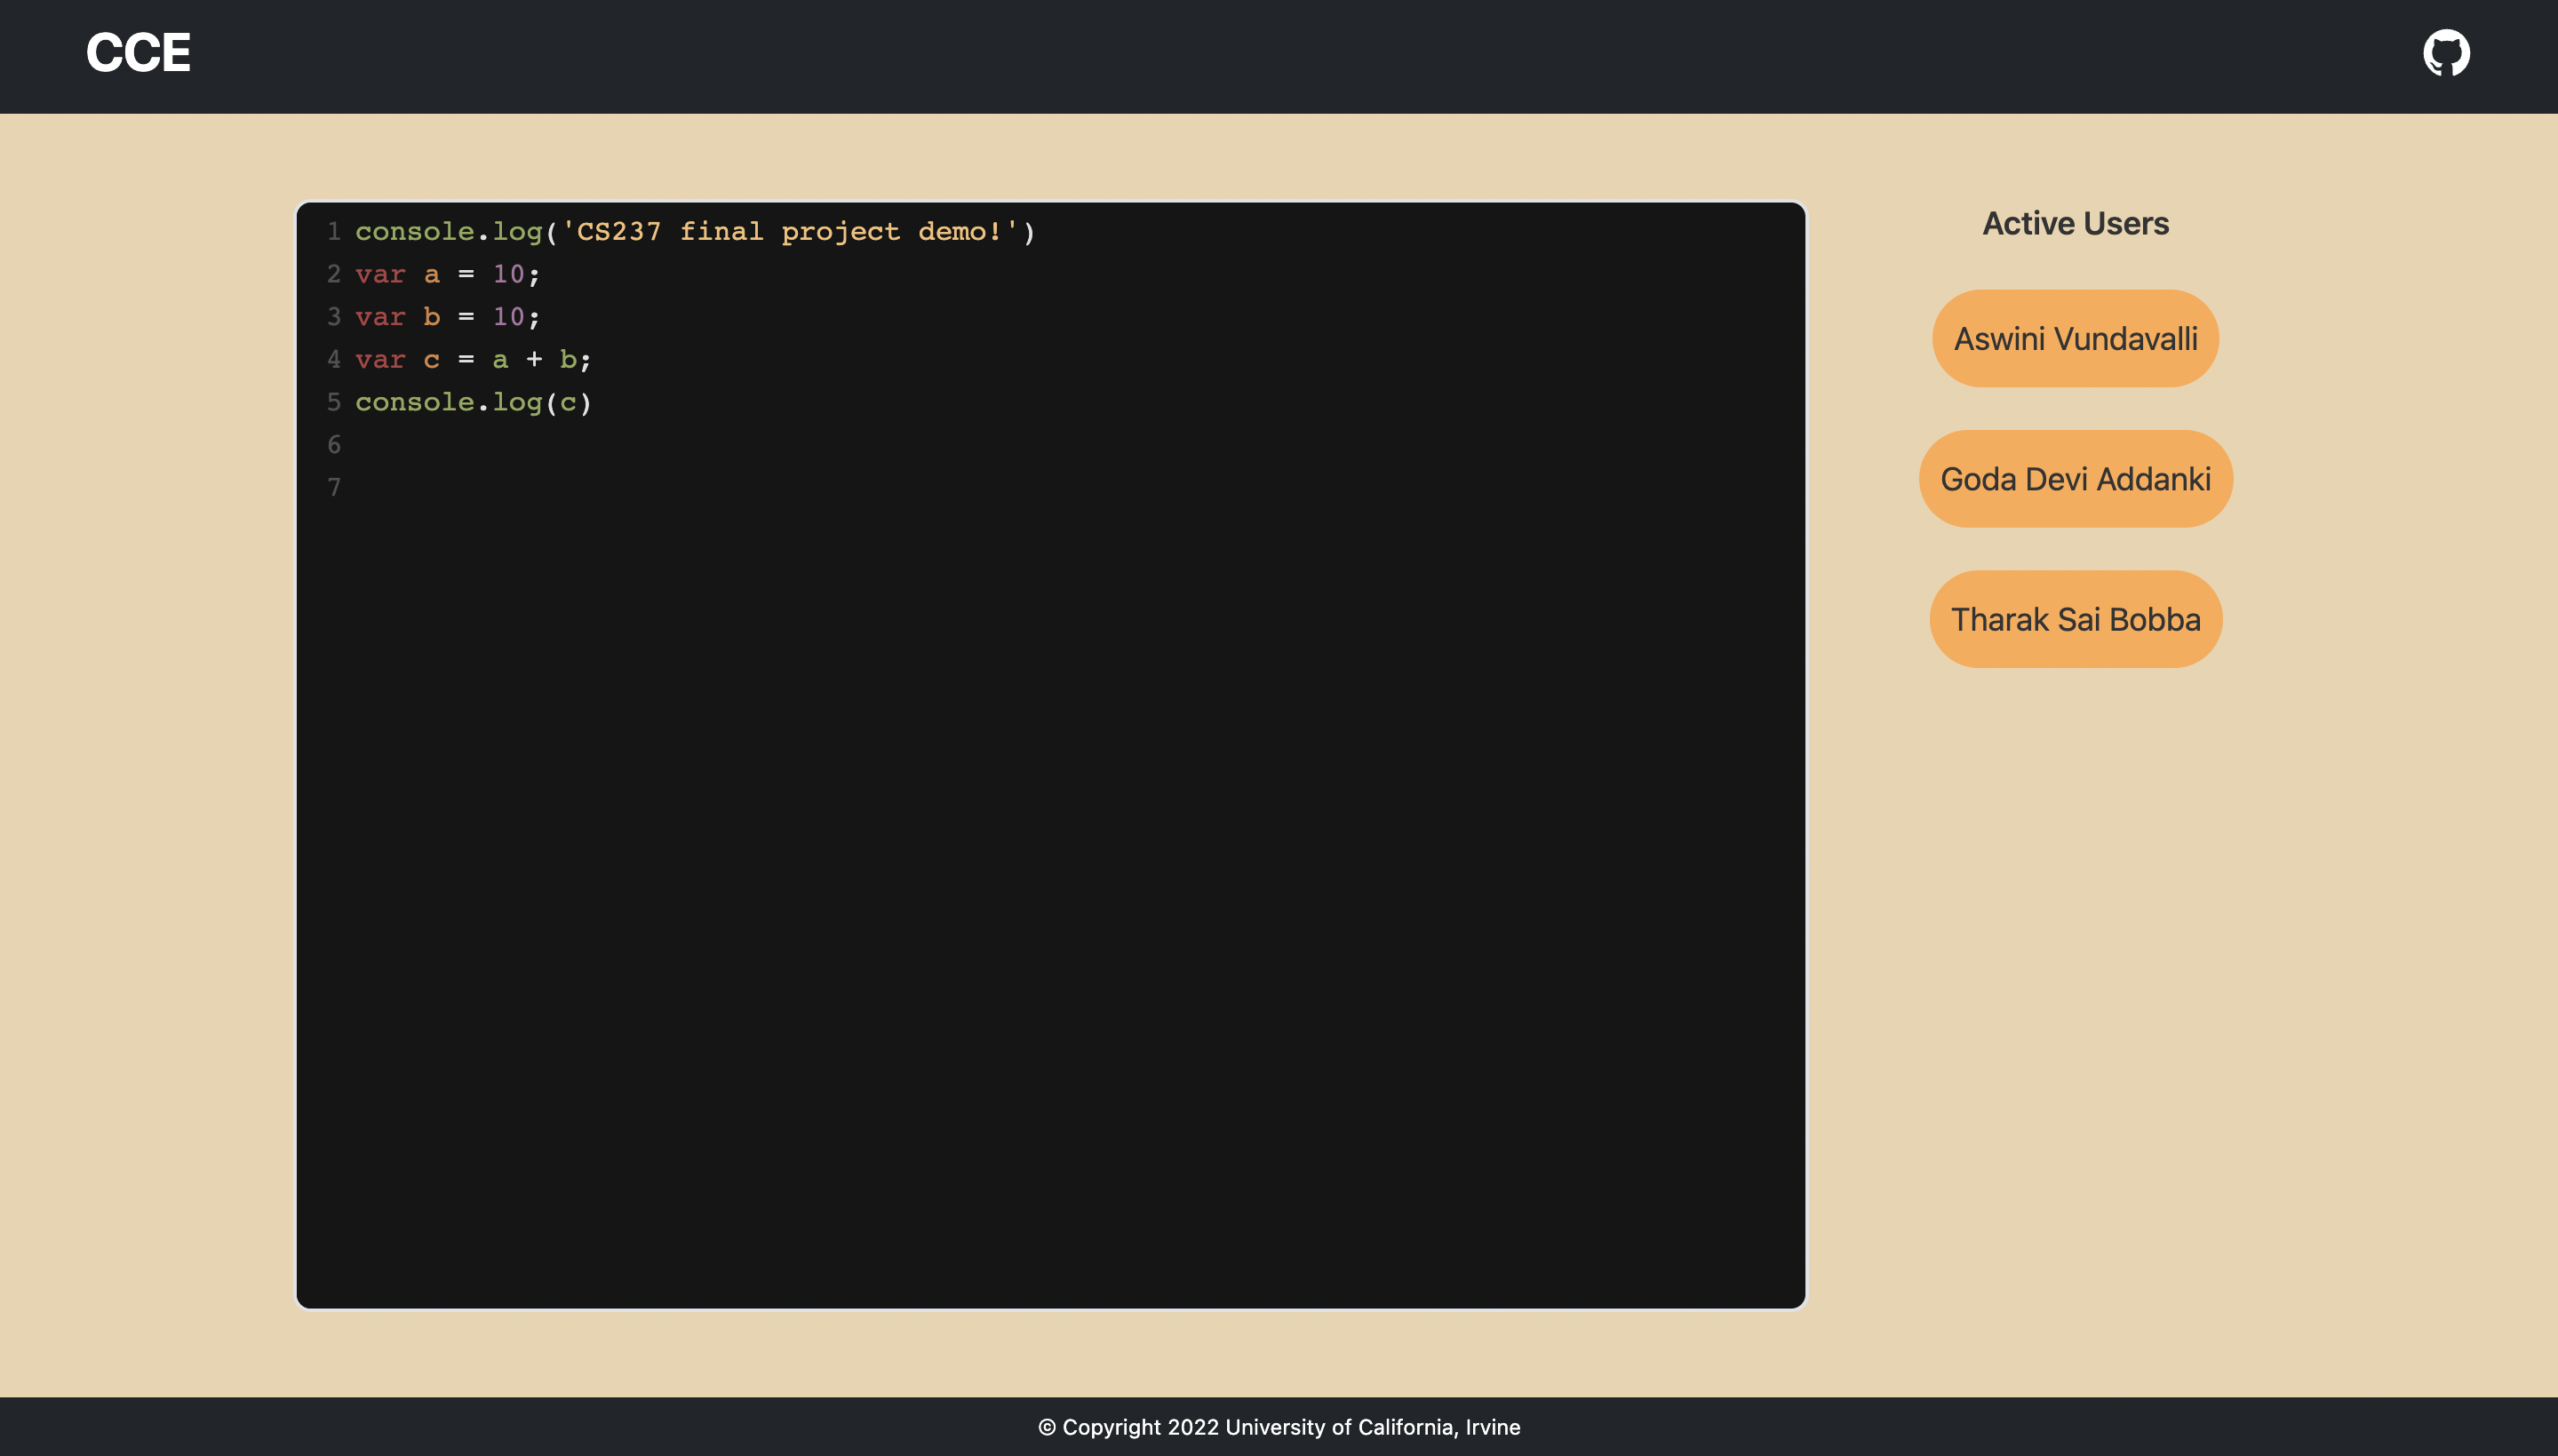 CCE
1 console.log('CS237 final project demo!')
2 var a = 10;
3 var b = 10;
4 var c = a + b;
5 console.log(c)
6
7
Active Users
Aswini Vundavalli
Goda Devi Addanki
Tharak Sai Bobba
© Copyright 2022 University of California, Irvine